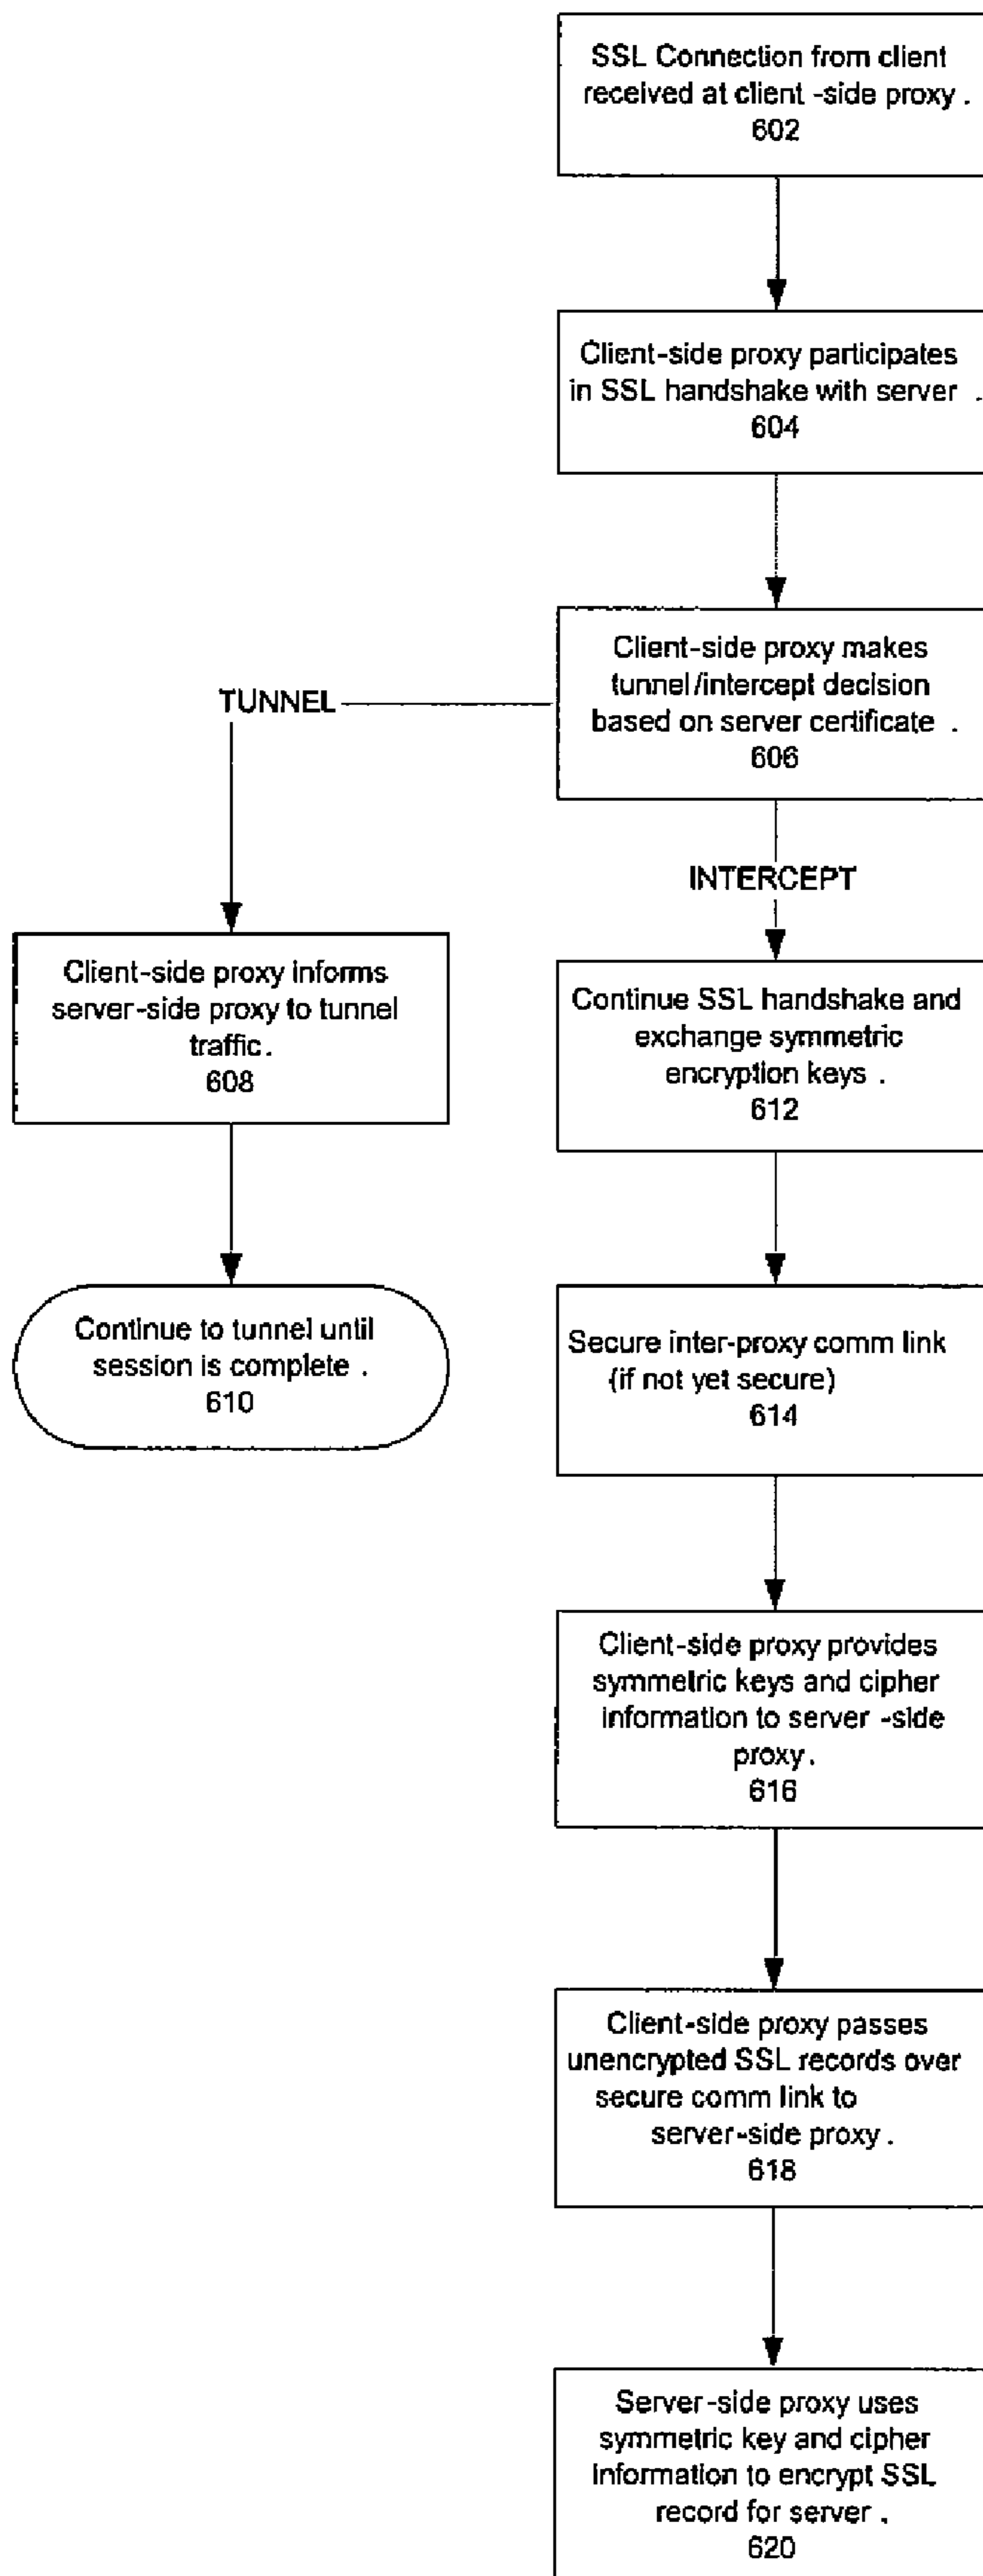 SSL Connection from client
received at client -side proxy .
602
Client-side proxy participates
in SSL handshake with server .
604
Client-side proxy makes
tunnel/intercept decision
based on server certificate .
606
TUNNEL
INTERCEPT
Client-side proxy informs
server-side proxy to tunnel
traffic.
608
Continue SSL handshake and
exchange symmetric
encryption keys .
612
Continue to tunnel until
session is complete .
610
Secure inter-proxy comm link
(if not yet secure)
614
Client-side proxy provides
symmetric keys and cipher
information to server -side
proxy.
616
Client-side proxy passes
unencrypted SSL records over
secure comm link to
server-side proxy .
618
Server -side proxy uses
symmetric key and cipher
information to encrypt SSL
record for server .
620